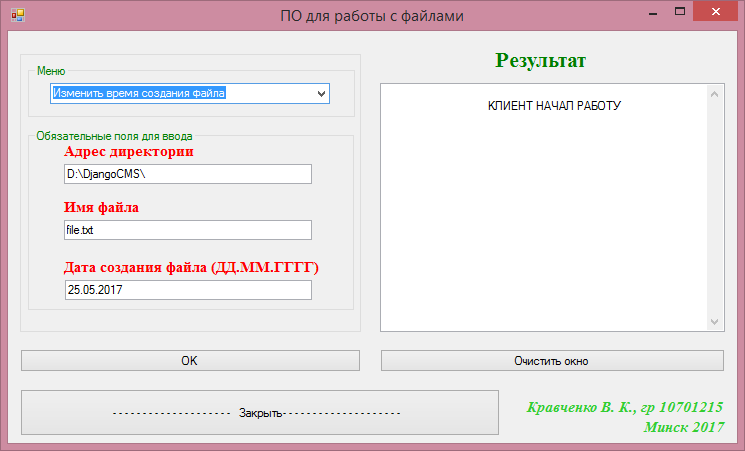 ПО для работы с файлами
Меню
Изменить время создания файла
Обязательные поля для ввода
Адрес директории
D:\DjangoCMS\
Имя файла
file.txt
Дата создания файла (ДД.ММ.ГГГГ)
25.05.2017
OK
Результат
КЛИЕНТ НАЧАЛ РАБОТУ
Очистить окно
- - - - - - - - - - - - - - - - - - - - Закрыть- - - - - - - - - - - - - - - - - - - -
Кравченко В. К., гр 10701215
Минск 2017